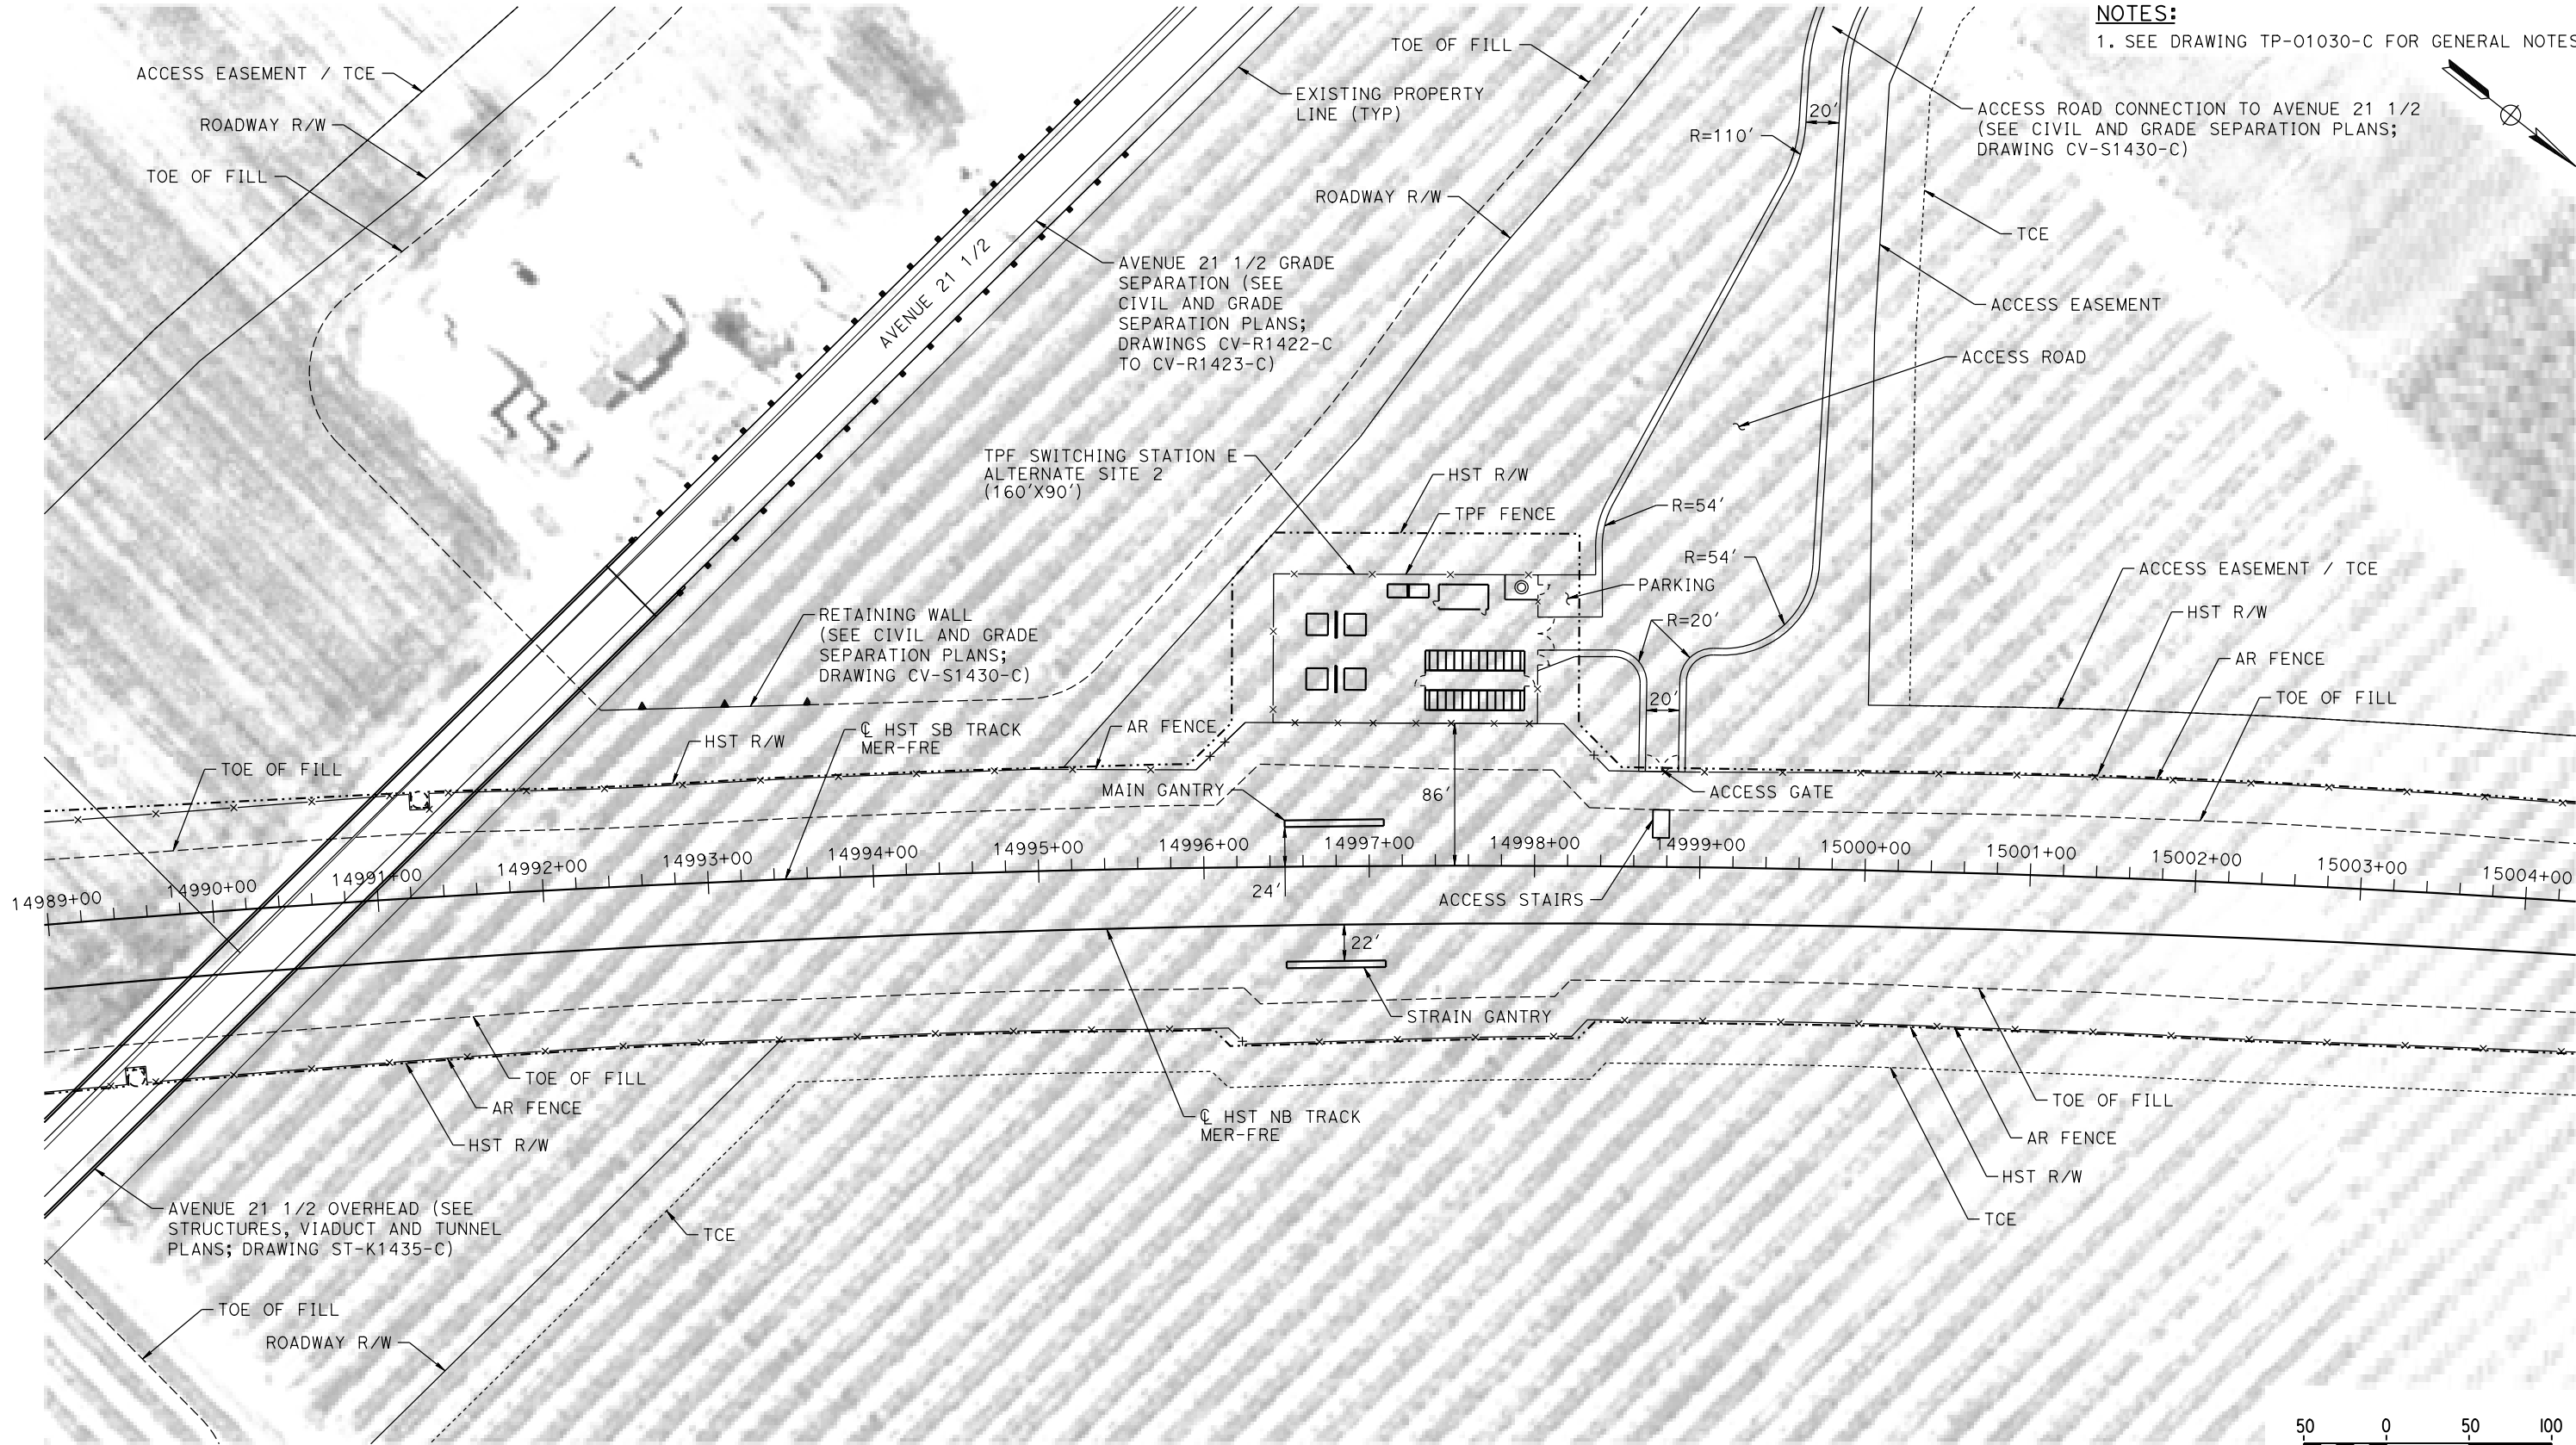 NOTES:
1. SEE DRAWING TP-01030-C FOR GENERAL NOTES
ACCESS EASEMENT / TCE
ROADWAY R/W
TOE OF FILL
TOE OF FILL
EXISTING PROPERTY
LINE (TYP)
ROADWAY R/W
R=110'
20'
ACCESS ROAD CONNECTION TO AVENUE 21 1/2
(SEE CIVIL AND GRADE SEPARATION PLANS;
DRAWING CV-S1430-C)
TCE
ACCESS EASEMENT
ACCESS ROAD
AVENUE 21 1/2
AVENUE 21 1/2 GRADE
SEPARATION (SEE
CIVIL AND GRADE
SEPARATION PLANS;
DRAWINGS CV-R1422-C
TO CV-R1423-C)
TPF SWITCHING STATION E
ALTERNATE SITE 2
(160'X90')
HST R/W
TPF FENCE
R=54'
R=54'
PARKING
R=20'
20'
ACCESS EASEMENT / TCE
HST R/W
AR FENCE
TOE OF FILL
RETAINING WALL
(SEE CIVIL AND GRADE
SEPARATION PLANS;
DRAWING CV-S1430-C)
TOE OF FILL
HST R/W
℄ HST SB TRACK
MER-FRE
AR FENCE
MAIN GANTRY
86'
ACCESS GATE
14989+00
14990+00
14991+00
14992+00
14993+00
14994+00
14995+00
14996+00
14997+00
14998+00
14999+00
15000+00
15001+00
15002+00
15003+00
15004+00
24'
ACCESS STAIRS
22'
STRAIN GANTRY
TOE OF FILL
AR FENCE
HST R/W
℄ HST NB TRACK
MER-FRE
TOE OF FILL
AR FENCE
HST R/W
TCE
AVENUE 21 1/2 OVERHEAD (SEE
STRUCTURES, VIADUCT AND TUNNEL
PLANS; DRAWING ST-K1435-C)
TCE
TOE OF FILL
ROADWAY R/W
50 0 50 100